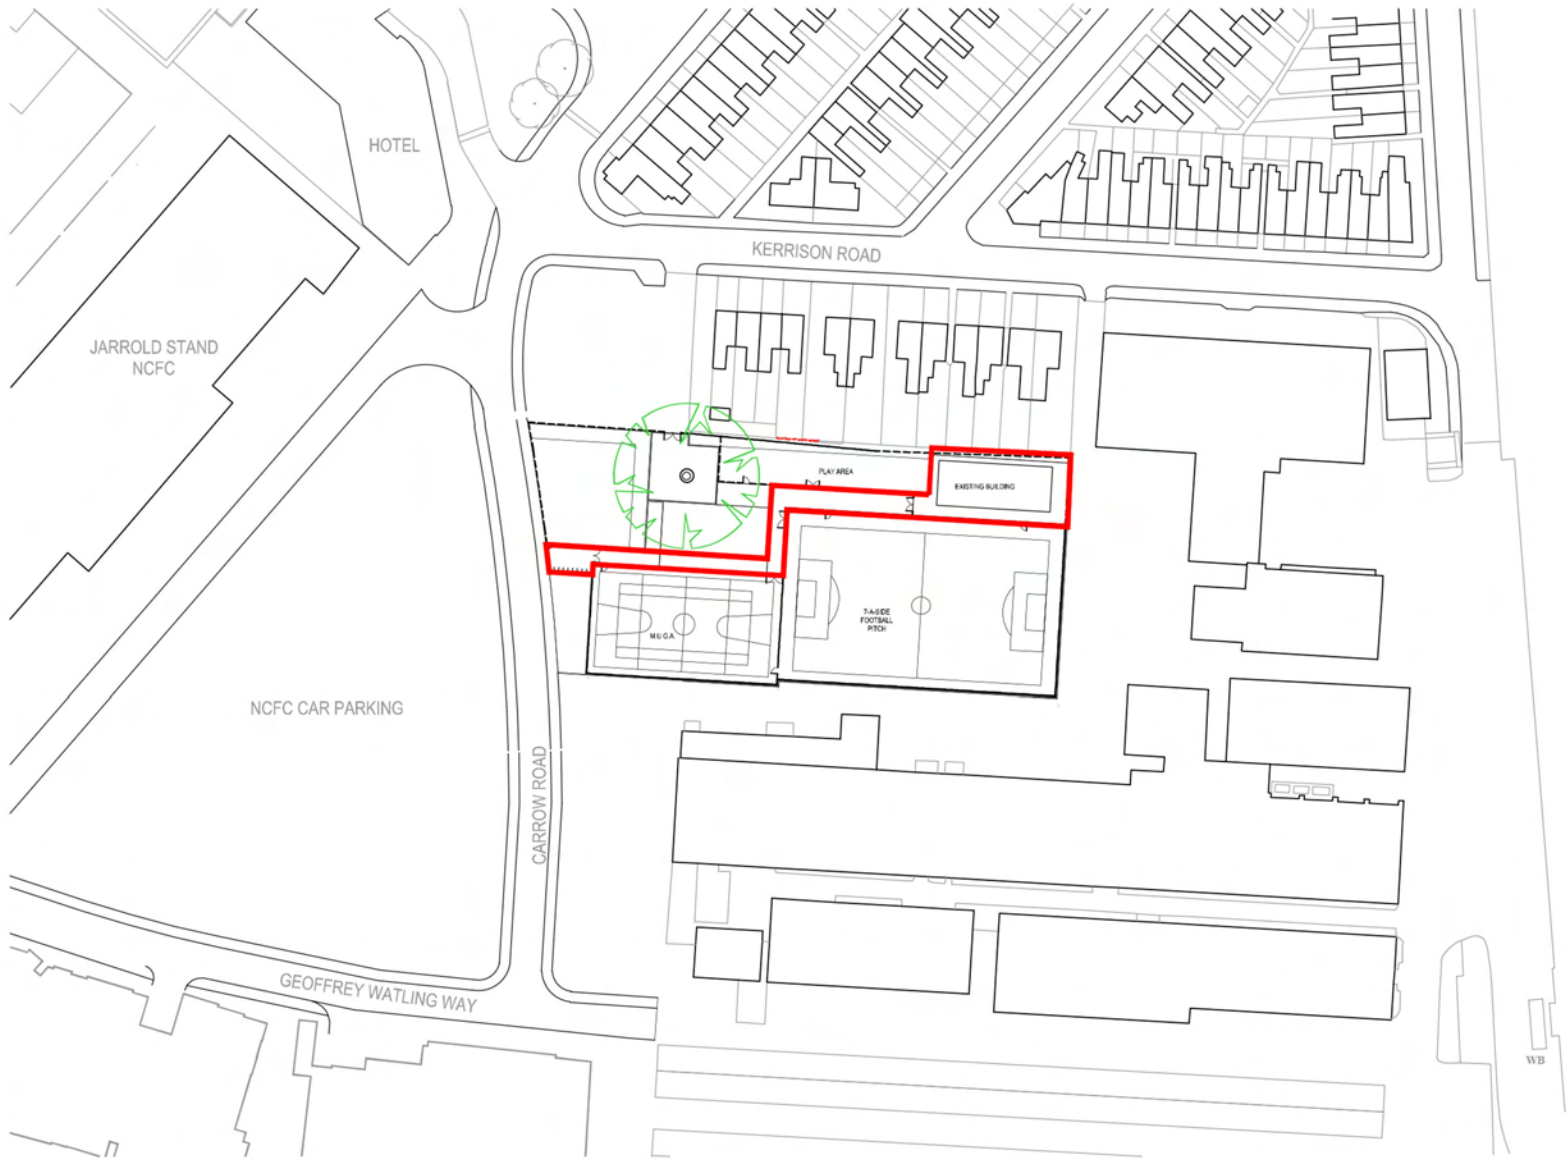 HOTEL
KERRISON ROAD
JARROLD STAND
NCFC
PLAY AREA
EXISTING BUILDING
7-A-SIDE
FOOTBALL
PITCH
M.U.G.A
NCFC CAR PARKING
CARROW ROAD
GEOFFREY WATLING WAY
WB